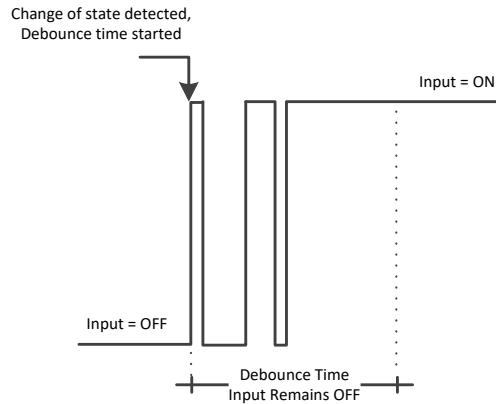 Change of state detected,
Debounce time started
Input = ON
Input = OFF
Debounce Time
Input Remains OFF